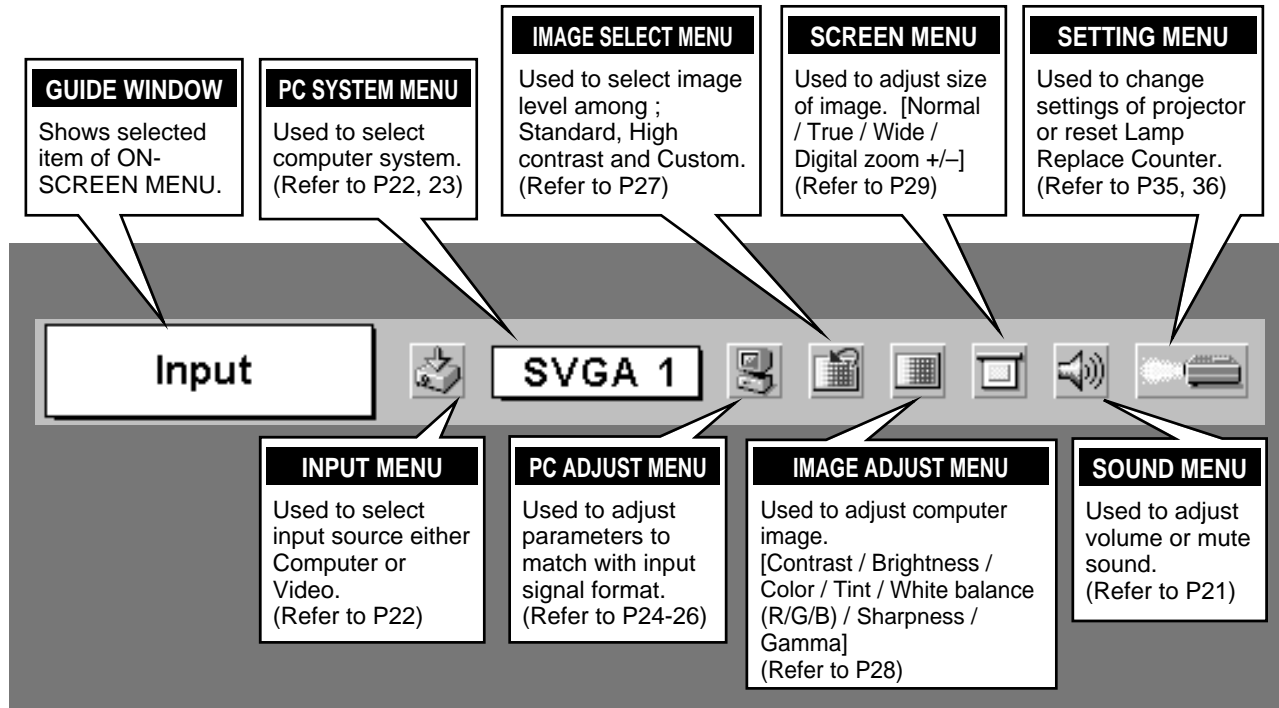 GUIDE WINDOW
Shows selected
item of ON-
SCREEN MENU.
PC SYSTEM MENU
Used to select
computer system.
(Refer to P22, 23)
IMAGE SELECT MENU
Used to select image
level among ;
Standard, High
contrast and Custom.
(Refer to P27)
SCREEN MENU
Used to adjust size
of image. [Normal
/ True / Wide /
Digital zoom +/–]
(Refer to P29)
SETTING MENU
Used to change
settings of projector
or reset Lamp
Replace Counter.
(Refer to P35, 36)
Input
SVGA 1
INPUT MENU
Used to select
input source either
Computer or
Video.
(Refer to P22)
PC ADJUST MENU
Used to adjust
parameters to
match with input
signal format.
(Refer to P24-26)
IMAGE ADJUST MENU
Used to adjust computer
image.
[Contrast / Brightness /
Color / Tint / White balance
(R/G/B) / Sharpness /
Gamma]
(Refer to P28)
SOUND MENU
Used to adjust
volume or mute
sound.
(Refer to P21)